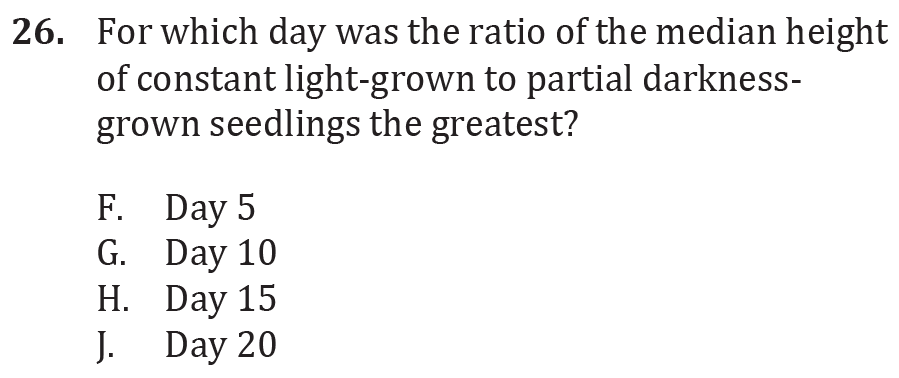 26. For which day was the ratio of the median height
of constant light-grown to partial darkness-
grown seedlings the greatest?
F. Day 5
G. Day 10
H. Day 15
J. Day 20